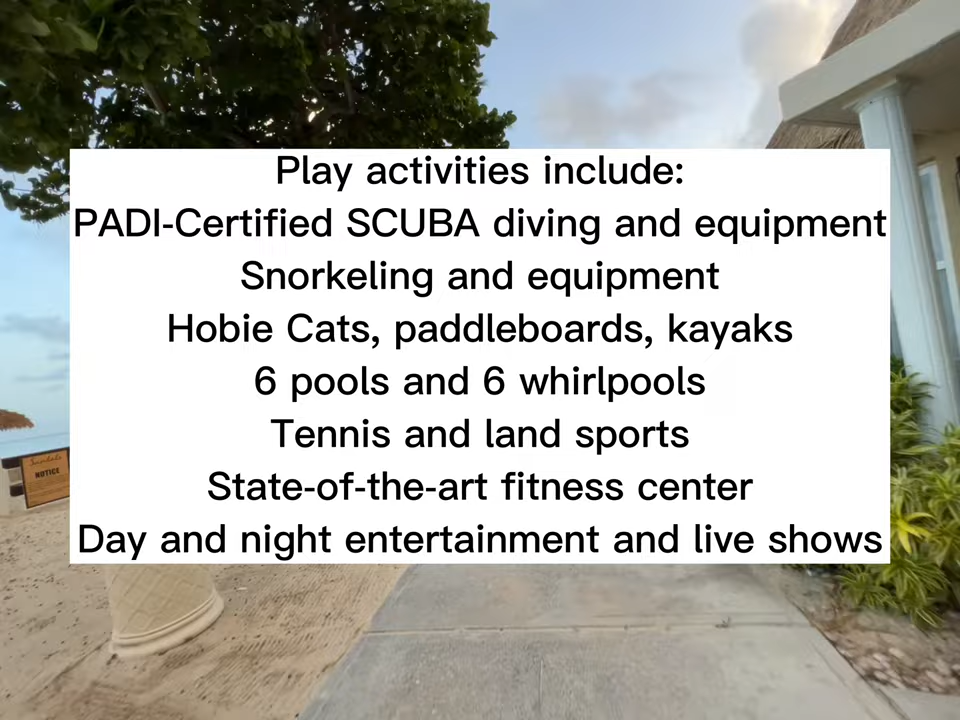 Play activities include:
PADI-Certified SCUBA diving and equipment
Snorkeling and equipment
Hobie Cats, paddleboards, kayaks
6 pools and 6 whirlpools
Tennis and land sports
State-of-the-art fitness center
Day and night entertainment and live shows
Sandals
NOTICE